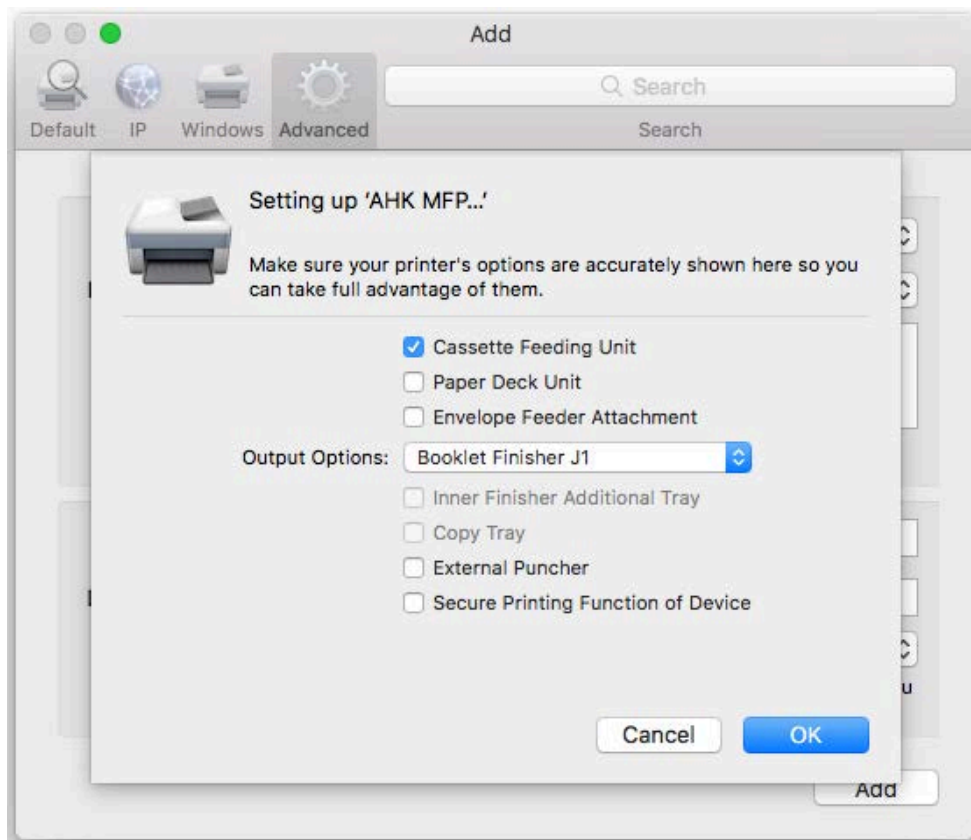 Add
Search
Default IP Windows Advanced Search
Setting up 'AHK MFP...'
Make sure your printer's options are accurately shown here so you
can take full advantage of them.
Cassette Feeding Unit
Paper Deck Unit
Envelope Feeder Attachment
Output Options: Booklet Finisher J1
Inner Finisher Additional Tray
Copy Tray
External Puncher
Secure Printing Function of Device
u
Cancel OK
Add